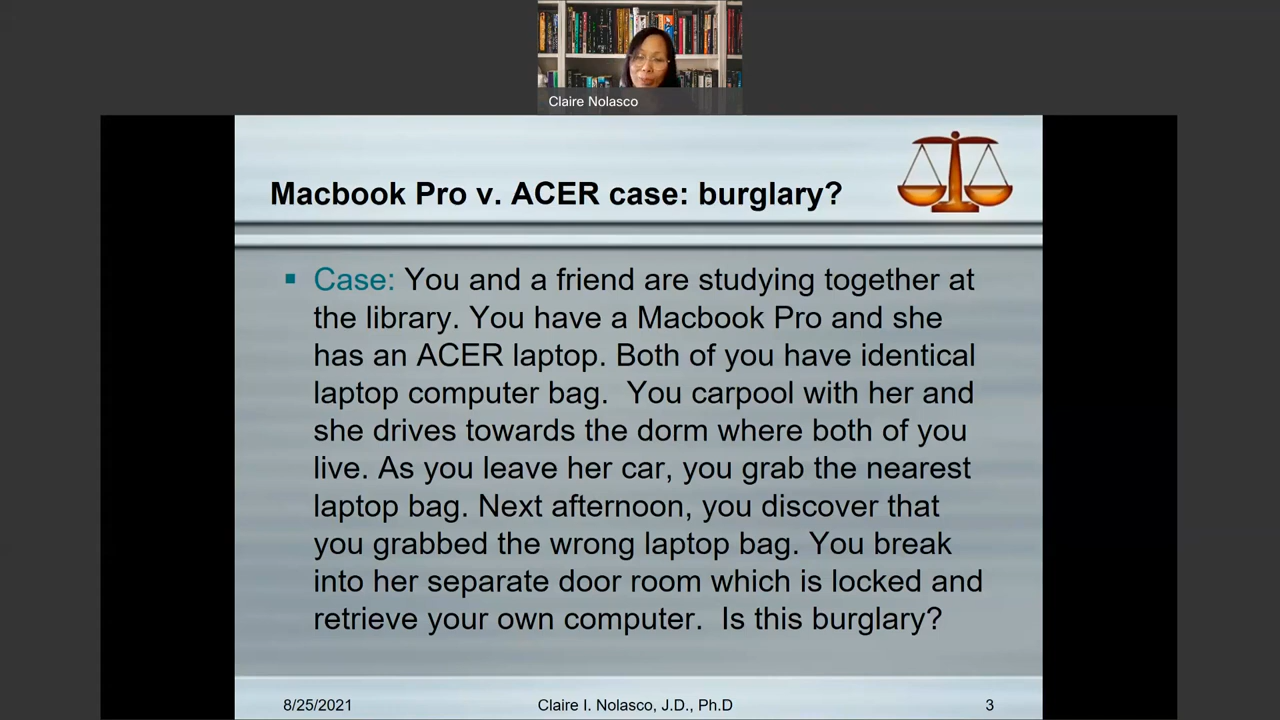 Claire Nolasco
Macbook Pro v. ACER case: burglary?
Case: You and a friend are studying together at
the library. You have a Macbook Pro and she
has an ACER laptop. Both of you have identical
laptop computer bag.  You carpool with her and
she drives towards the dorm where both of you
live. As you leave her car, you grab the nearest
laptop bag. Next afternoon, you discover that
you grabbed the wrong laptop bag. You break
into her separate door room which is locked and
retrieve your own computer.  Is this burglary?
8/25/2021
Claire I. Nolasco, J.D., Ph.D
3